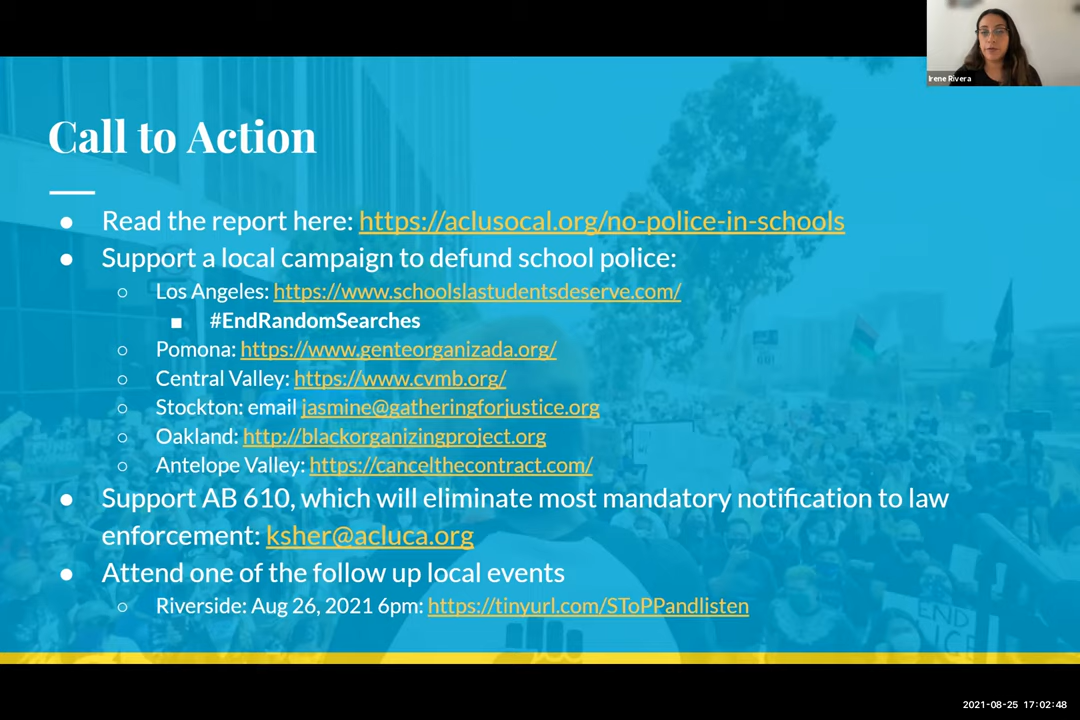 Irene Rivera
Call to Action
● Read the report here: https://aclusocal.org/no-police-in-schools
● Support a local campaign to defund school police:
○ Los Angeles: https://www.schoolslastudentsdeserve.com/
■ #EndRandomSearches
○ Pomona: https://www.genteorganizada.org/
○ Central Valley: https://www.cvmb.org/
○ Stockton: email jasmine@gatheringforjustice.org
○ Oakland: http://blackorganizingproject.org
○ Antelope Valley: https://cancelthecontract.com/
● Support AB 610, which will eliminate most mandatory notification to law
enforcement: ksher@acluca.org
● Attend one of the follow up local events
○ Riverside: Aug 26, 2021 6pm: https://tinyurl.com/SToPPandlisten
END
2021-08-25 17:02:48